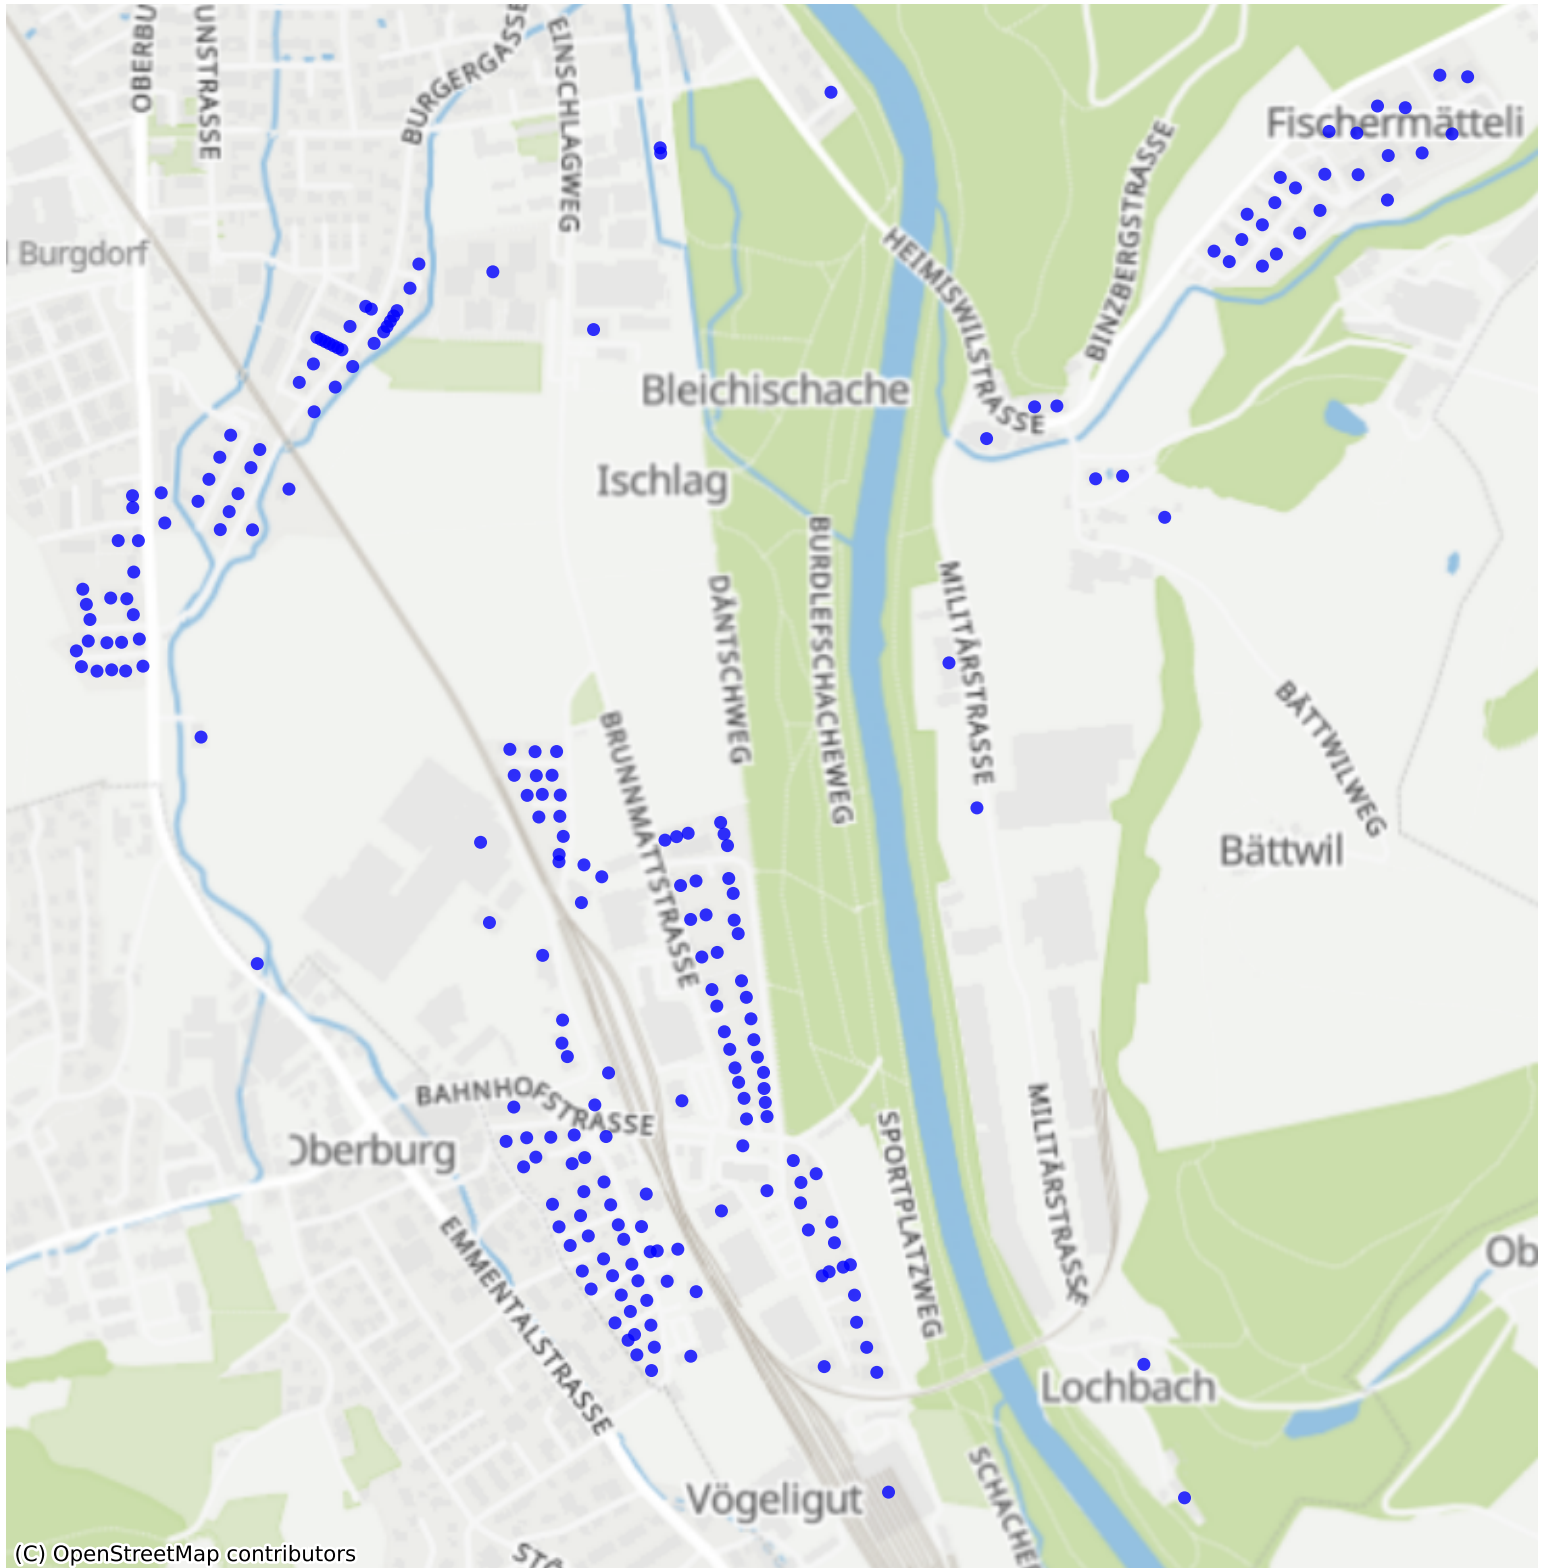 OBERBU
UNSTRASSE
BURGERGASSE
EINSCHLAGWEG
Fischermätteli
Burgdorf
HEIMISWILSTRASSE
BINZBERGSTRASSE
Bleichischache
Ischlag
DÄNTSCHWEG
BURDLEFSCHACHEWEG
MILITÄRSTRASSE
BÄTTWILWEG
BRUNNMATTSTRASSE
Bättwil
BAHNHOFSTRASSE
Oberburg
SPORTPLATZWEG
MILITÄRSTRASSE
EMMENTALSTRASSE
Ob
Lochbach
Vögeligut
SCHACHE
STÖ
(C) OpenStreetMap contributors